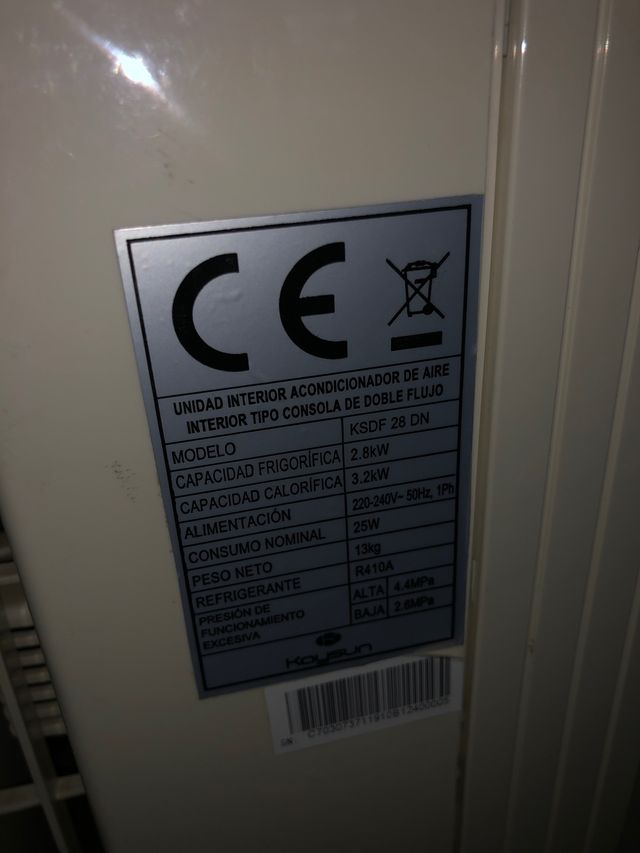 CE
UNIDAD INTERIOR ACONDICIONADOR DE AIRE
INTERIOR TIPO CONSOLA DE DOBLE FLUJO
MODELO KSDF 28 DN
CAPACIDAD FRIGORÍFICA 2.8kW
CAPACIDAD CALORÍFICA 3.2kW
ALIMENTACIÓN 220-240V~ 50Hz, 1Ph
CONSUMO NOMINAL 25W
PESO NETO 13kg
REFRIGERANTE R410A
PRESIÓN DE FUNCIONAMIENTO EXCESIVA ALTA 4.4MPa
BAJA 2.6MPa
Kaysun